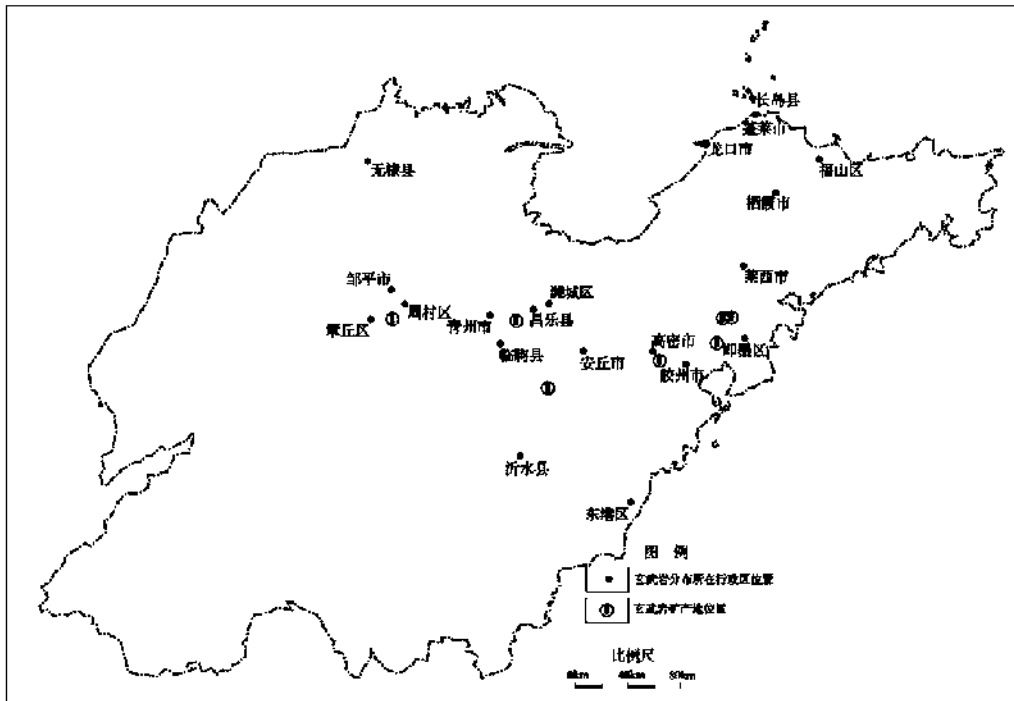 长岛县
蓬莱市
龙口市
福山区
无棣县
栖霞市
莱西市
邹平市
潍城区
周村区
昌乐县
章丘区
青州市
临朐县
安丘市
高密市
即墨区
胶州市
沂水县
东港区
图 例
玄武岩分布所在行政区位置
玄武岩矿产地位置
比例尺
0km 40km 80km